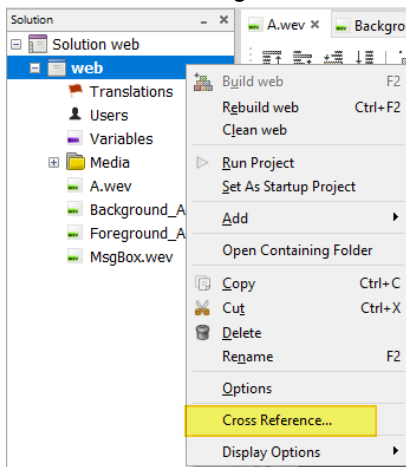 Solution
A.wev
Backgro
Solution web
web
Translations
Users
Variables
Media
A.wev
Background_A
Foreground_A
MsgBox.wev
Build web F2
Rebuild web Ctrl+F2
Clean web
Run Project
Set As Startup Project
Add
Open Containing Folder
Copy Ctrl+C
Cut Ctrl+X
Delete
Rename F2
Options
Cross Reference...
Display Options